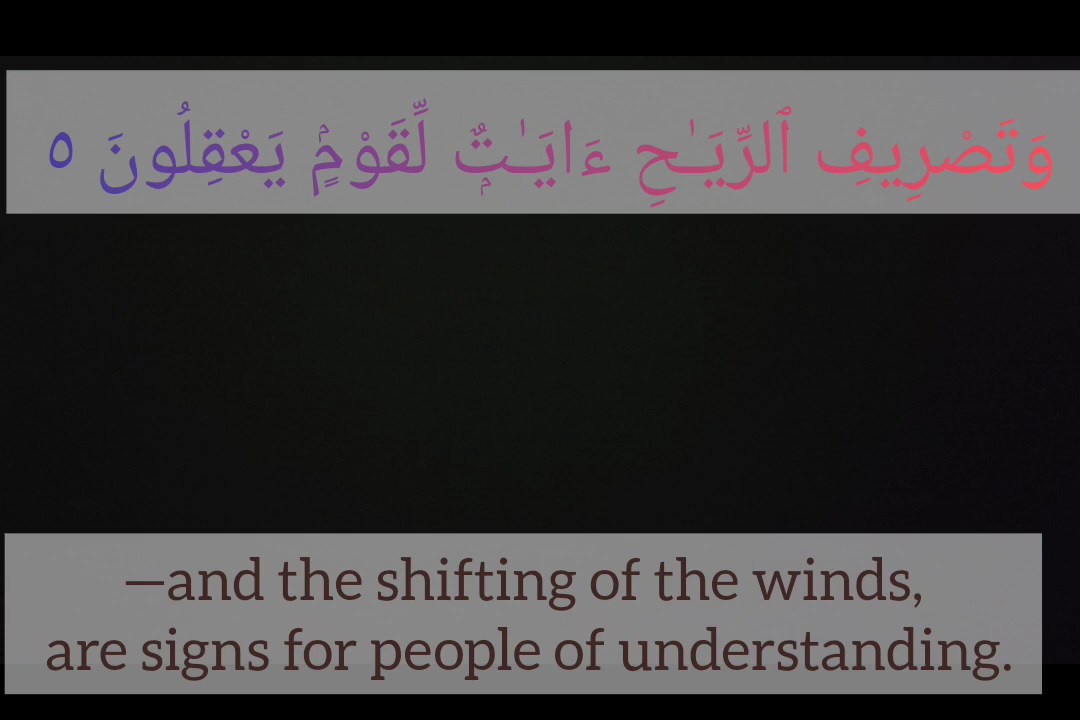 وَتَصْرِيفِ ٱلرِّيَـٰحِ ءَايَـٰتٌۭ لِّقَوْمٍۢ يَعْقِلُونَ ٥
—and the shifting of the winds,
are signs for people of understanding.